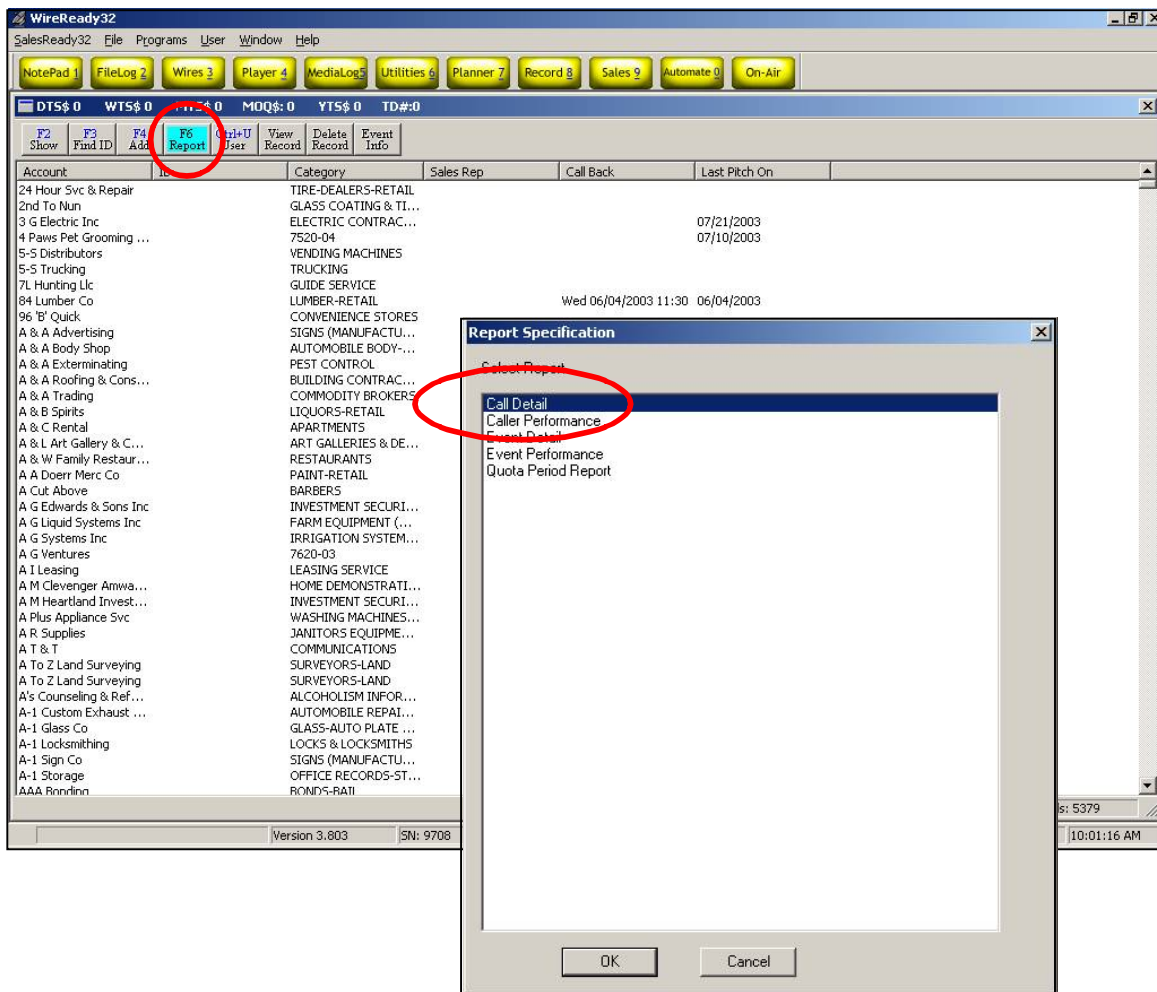 WireReady32
SalesReady32 File Programs User Window Help
NotePad 1 FileLog 2 Wires 3 Player 4 MediaLog5 Utilities 6 Planner 7 Record 8 Sales 9 Automate 0 On-Air
DTS$ 0 WTS$ 0 MTS$ 0 MOQ$: 0 YTS$ 0 TD#:0
F2 Show F3 Find ID F4 Add F6 Report Ctrl+U User View Record Delete Record Event Info
Account ID Category Sales Rep Call Back Last Pitch On
24 Hour Svc & Repair TIRE-DEALERS-RETAIL
2nd To Nun GLASS COATING & TI...
3 G Electric Inc ELECTRIC CONTRAC... 07/21/2003
4 Paws Pet Grooming ... 7520-04 07/10/2003
5-S Distributors VENDING MACHINES
5-S Trucking TRUCKING
7L Hunting Llc GUIDE SERVICE
84 Lumber Co LUMBER-RETAIL Wed 06/04/2003 11:30 06/04/2003
96 'B' Quick CONVENIENCE STORES
A & A Advertising SIGNS (MANUFACTU...
A & A Body Shop AUTOMOBILE BODY-...
A & A Exterminating PEST CONTROL
A & A Roofing & Cons... BUILDING CONTRAC...
A & A Trading COMMODITY BROKERS
A & B Spirits LIQUORS-RETAIL
A & C Rental APARTMENTS
A & L Art Gallery & C... ART GALLERIES & DE...
A & W Family Restaur... RESTAURANTS
A A Doerr Merc Co PAINT-RETAIL
A Cut Above BARBERS
A G Edwards & Sons Inc INVESTMENT SECURI...
A G Liquid Systems Inc FARM EQUIPMENT (...
A G Systems Inc IRRIGATION SYSTEM...
A G Ventures 7620-03
A I Leasing LEASING SERVICE
A M Clevenger Amwa... HOME DEMONSTRATI...
A M Heartland Invest... INVESTMENT SECURI...
A Plus Appliance Svc WASHING MACHINES...
A R Supplies JANITORS EQUIPME...
A T & T COMMUNICATIONS
A To Z Land Surveying SURVEYORS-LAND
A To Z Land Surveying SURVEYORS-LAND
A's Counseling & Ref... ALCOHOLISM INFOR...
A-1 Custom Exhaust ... AUTOMOBILE REPAI...
A-1 Glass Co GLASS-AUTO PLATE ...
A-1 Locksmithing LOCKS & LOCKSMITHS
A-1 Sign Co SIGNS (MANUFACTU...
A-1 Storage OFFICE RECORDS-ST...
AAA Bonding BONDS-BAIL
s: 5379
Version 3.803 SN: 9708 10:01:16 AM
Report Specification
Select Report
Call Detail
Caller Performance
Event Detail
Event Performance
Quota Period Report
OK Cancel